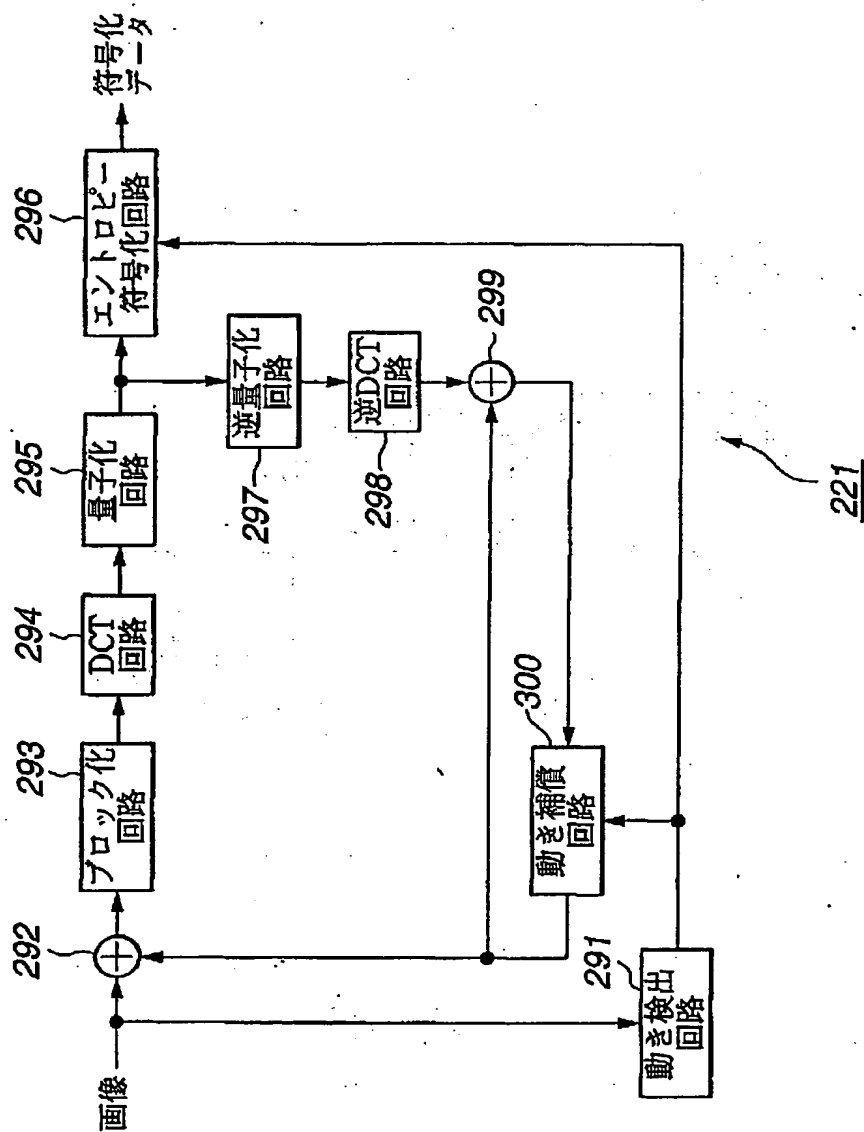 画像
292
293
ブロック化
回路
294
DCT
回路
295
量子化
回路
296
エントロピー
符号化回路
符号化
データ
297
逆量子化
回路
298
逆DCT
回路
299
300
動き補償
回路
291
動き検出
回路
221